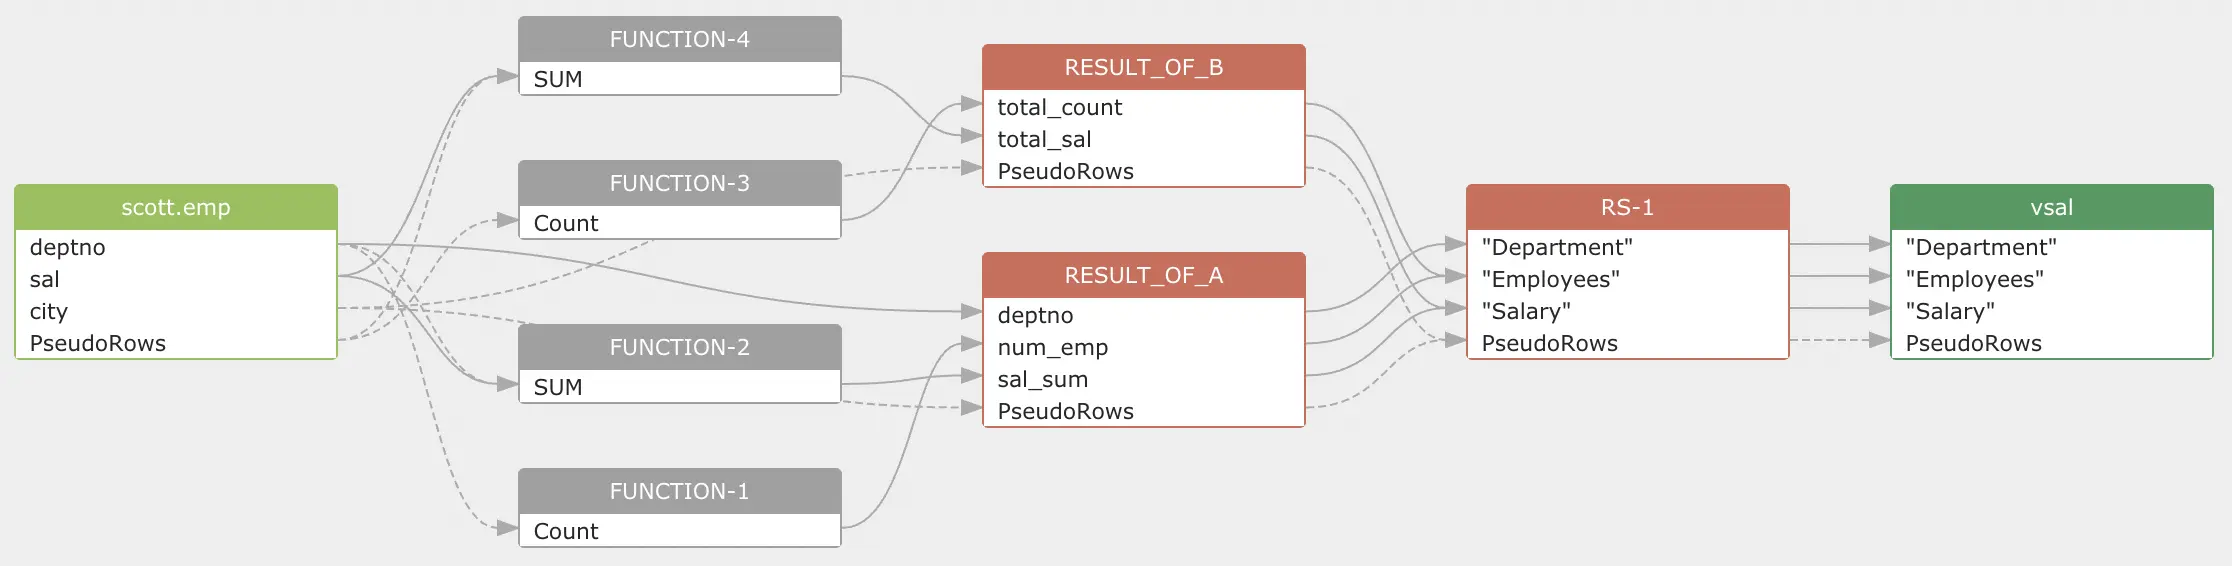 scott.emp
deptno
sal
city
PseudoRows
FUNCTION-4
SUM
FUNCTION-3
Count
FUNCTION-2
SUM
FUNCTION-1
Count
RESULT_OF_B
total_count
total_sal
PseudoRows
RESULT_OF_A
deptno
num_emp
sal_sum
PseudoRows
RS-1
"Department"
"Employees"
"Salary"
PseudoRows
vsal
"Department"
"Employees"
"Salary"
PseudoRows